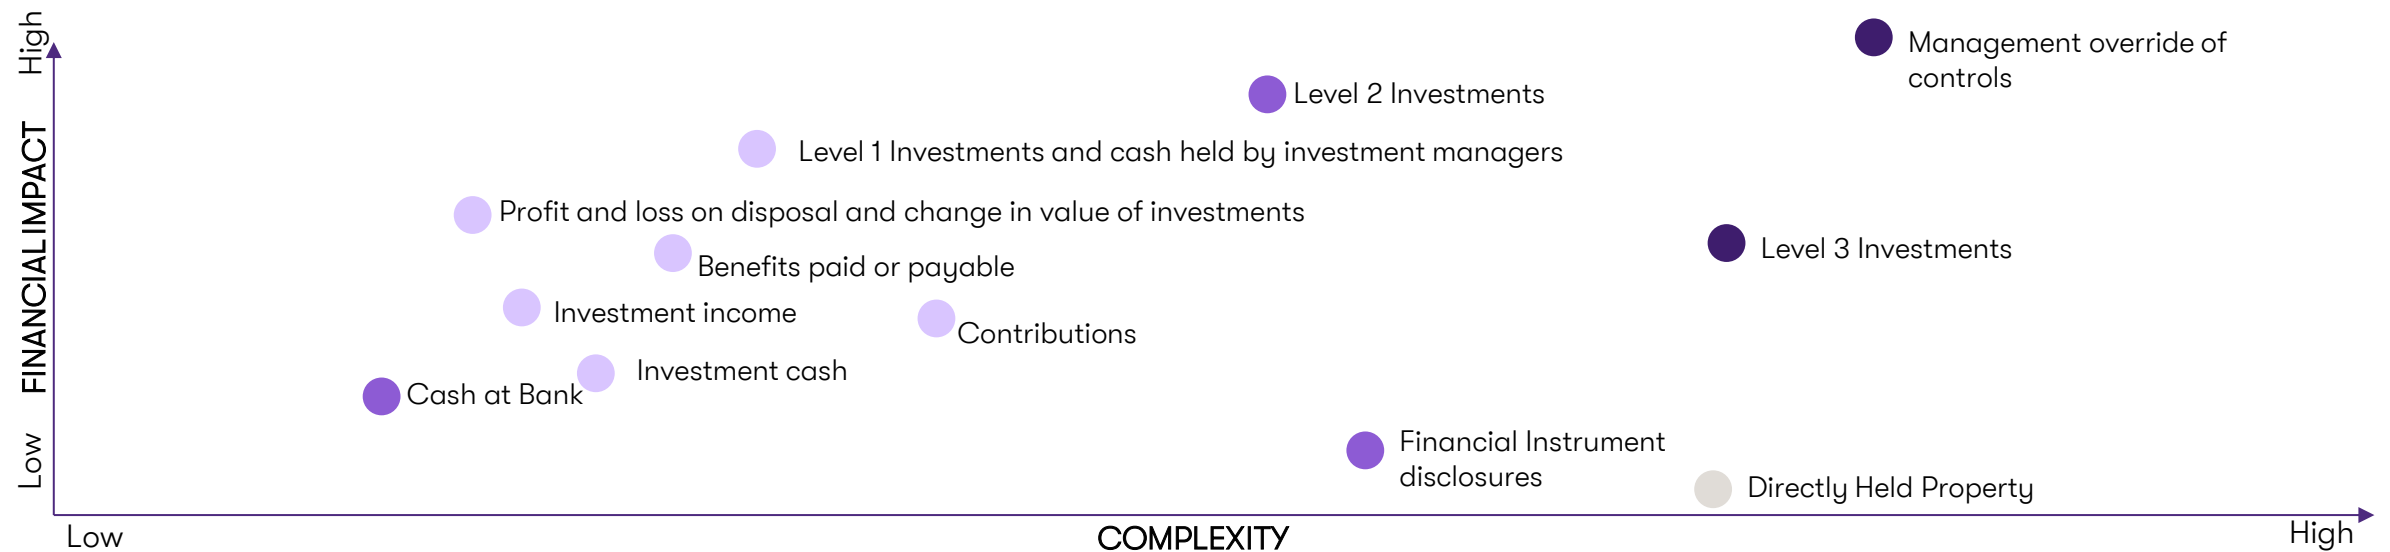 High
Management override of
controls
Level 2 Investments
Level 1 Investments and cash held by investment managers
Profit and loss on disposal and change in value of investments
Level 3 Investments
Benefits paid or payable
FINANCIAL IMPACT
Investment income
Contributions
Investment cash
Cash at Bank
Financial Instrument
disclosures
Low
Directly Held Property
Low
COMPLEXITY
High